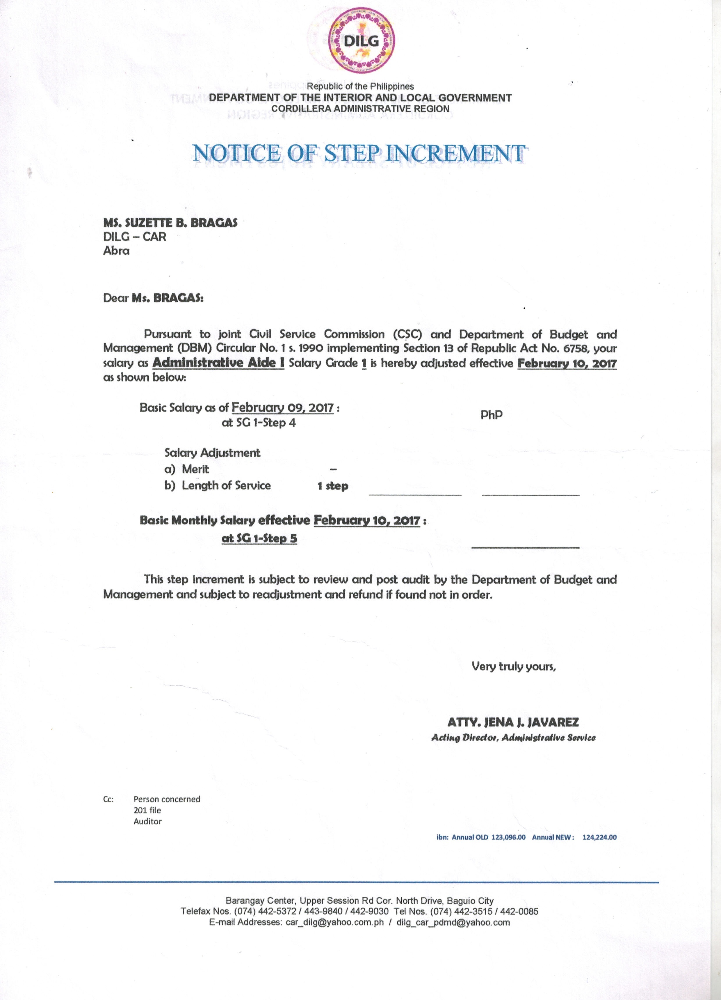 DILG
Republic of the Philippines
DEPARTMENT OF THE INTERIOR AND LOCAL GOVERNMENT
CORDILLERA ADMINISTRATIVE REGION
NOTICE OF STEP INCREMENT
MS. SUZETTE B. BRAGAS
DILG – CAR
Abra
Dear Ms. BRAGAS:
Pursuant to joint Civil Service Commission (CSC) and Department of Budget and
Management (DBM) Circular No. 1 s. 1990 implementing Section 13 of Republic Act No. 6758, your
salary as Administrative Aide I Salary Grade 1 is hereby adjusted effective February 10, 2017
as shown below:
Basic Salary as of February 09, 2017 :
at SG 1-Step 4
PhP
Salary Adjustment
a) Merit –
b) Length of Service 1 step
Basic Monthly Salary effective February 10, 2017 :
at SG 1-Step 5
This step increment is subject to review and post audit by the Department of Budget and
Management and subject to readjustment and refund if found not in order.
Very truly yours,
ATTY. JENA J. JAVAREZ
Acting Director, Administrative Service
Cc: Person concerned
201 file
Auditor
ibn: Annual OLD 123,096.00 Annual NEW : 124,224.00
Barangay Center, Upper Session Rd Cor. North Drive, Baguio City
Telefax Nos. (074) 442-5372 / 443-9840 / 442-9030 Tel Nos. (074) 442-3515 / 442-0085
E-mail Addresses: car_dilg@yahoo.com.ph / dilg_car_pdmd@yahoo.com